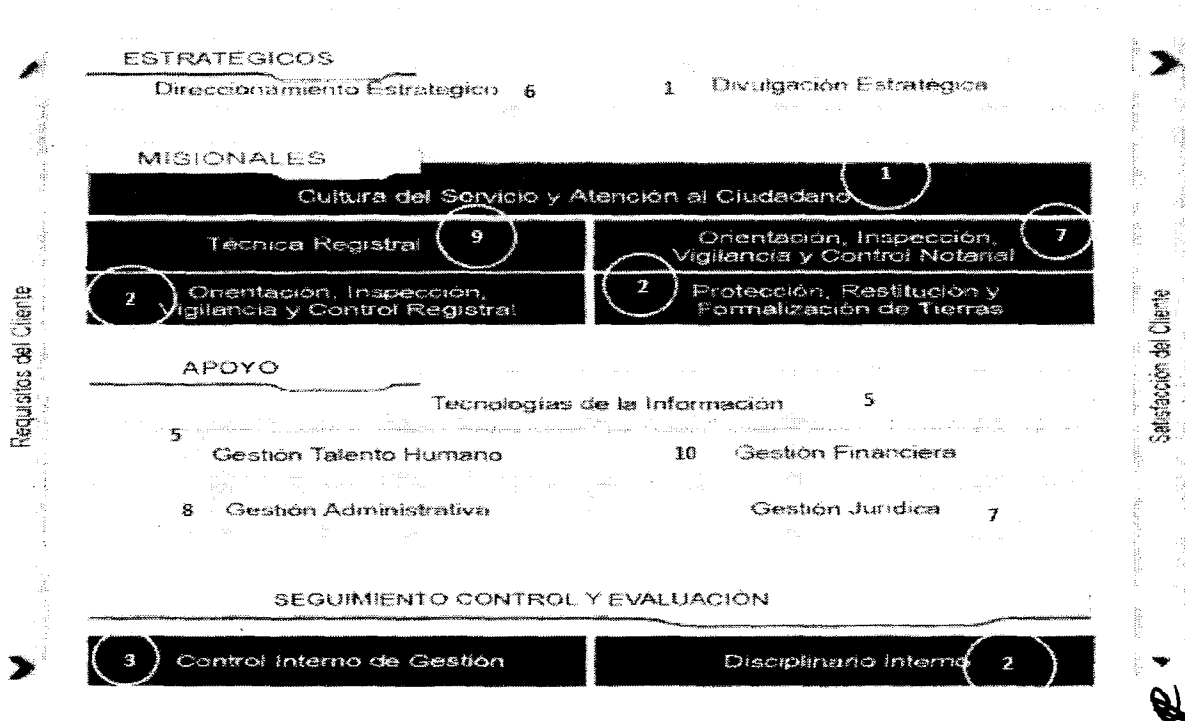 ESTRATÉGICOS
Direccionamiento Estrategico 6
1 Divulgación Estratégica
MISIONALES
Cultura del Servicio y Atención al Ciudadano 1
Técnica Registral 9
Orientación, Inspección, 7
Vigilancia y Control Notarial
2 Orientación, Inspección,
Vigilancia y Control Registral
2 Protección, Restitución y
Formalización de Tierras
APOYO
Tecnologías de la Información 5
5
Gestión Talento Humano
10 Gestión Financiera
8 Gestión Administrativa
Gestión Juridica 7
SEGUIMIENTO CONTROL Y EVALUACIÓN
3 Control Interno de Gestión
Disciplinario Interno 2
Requisitos del Cliente
Satisfacción del Cliente